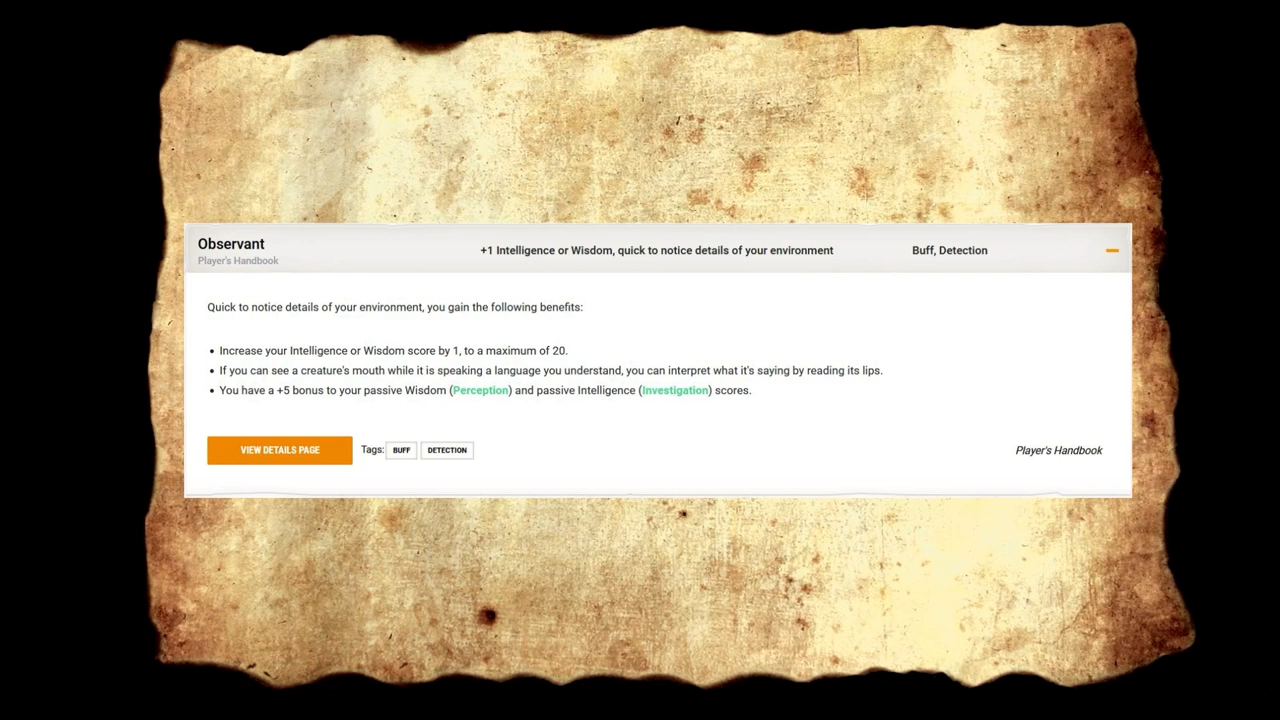 Observant
Player's Handbook
+1 Intelligence or Wisdom, quick to notice details of your environment
Buff, Detection
Quick to notice details of your environment, you gain the following benefits:
• Increase your Intelligence or Wisdom score by 1, to a maximum of 20.
• If you can see a creature's mouth while it is speaking a language you understand, you can interpret what it's saying by reading its lips.
• You have a +5 bonus to your passive Wisdom (Perception) and passive Intelligence (Investigation) scores.
VIEW DETAILS PAGE
Tags: BUFF DETECTION
Player's Handbook